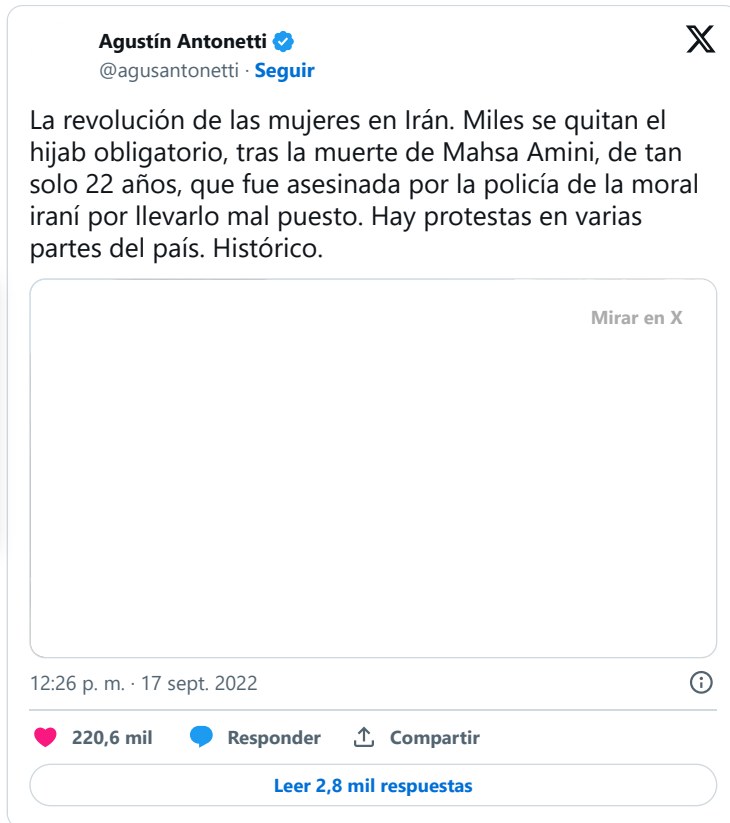 Agustín Antonetti
@agusantonetti · Seguir
La revolución de las mujeres en Irán. Miles se quitan el
hijab obligatorio, tras la muerte de Mahsa Amini, de tan
solo 22 años, que fue asesinada por la policía de la moral
iraní por llevarlo mal puesto. Hay protestas en varias
partes del país. Histórico.
Mirar en X
12:26 p. m. · 17 sept. 2022
220,6 mil Responder Compartir
Leer 2,8 mil respuestas